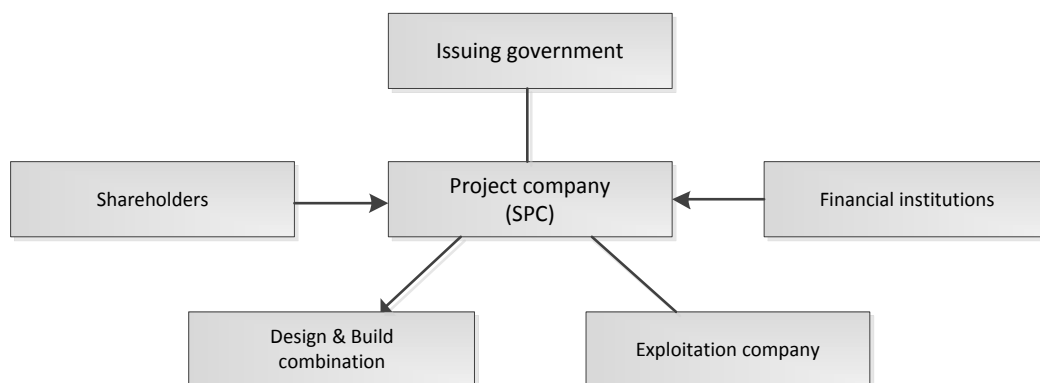 Issuing government
Shareholders
Project company
(SPC)
Financial institutions
Design & Build
combination
Exploitation company